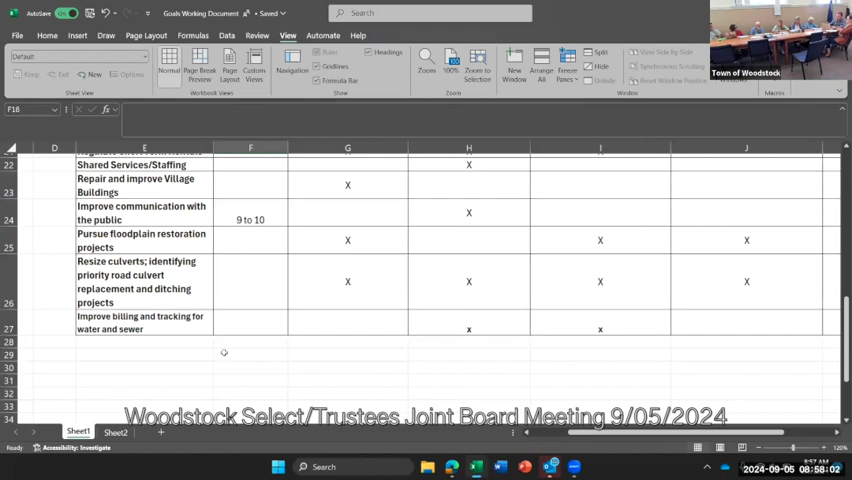 AutoSave On
Goals Working Document • Saved
Search
File Home Insert Draw Page Layout Formulas Data Review View Automate Help
Default
Keep Exit New Options
Sheet View
Normal
Page Break Preview
Page Layout
Custom Views
Workbook Views
Navigation
Ruler
Gridlines
Formula Bar
Headings
Show
Zoom
100%
Zoom to Selection
Zoom
New Window
Arrange All
Freeze Panes
Split
Hide
Unhide
View Side by Side
Synchronous Scrolling
Reset Window Position
Window
Macros
Town of Woodstock
F18
fx
D E F G H I J
22 Shared Services/Staffing X
Repair and improve Village
23 Buildings X
Improve communication with
24 the public 9 to 10 X
Pursue floodplain restoration
25 projects X X X
Resize culverts; identifying
priority road culvert
replacement and ditching
26 projects X X X X
Improve billing and tracking for
27 water and sewer x x
28
29
30
31
32
33
34
Woodstock Select/Trustees Joint Board Meeting 9/05/2024
Sheet1 Sheet2 +
Ready Accessibility: Investigate 120%
Search
8:57 AM
2024-09-05 08:58:02